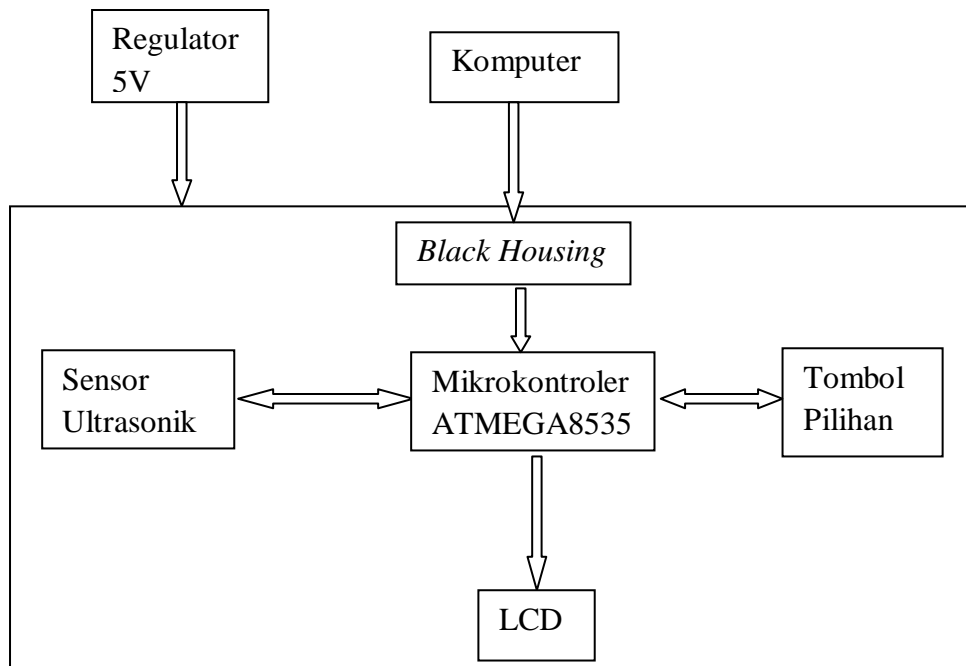 Regulator
5V
Komputer
Black Housing
Sensor
Ultrasonik
Mikrokontroler
ATMEGA8535
Tombol
Pilihan
LCD